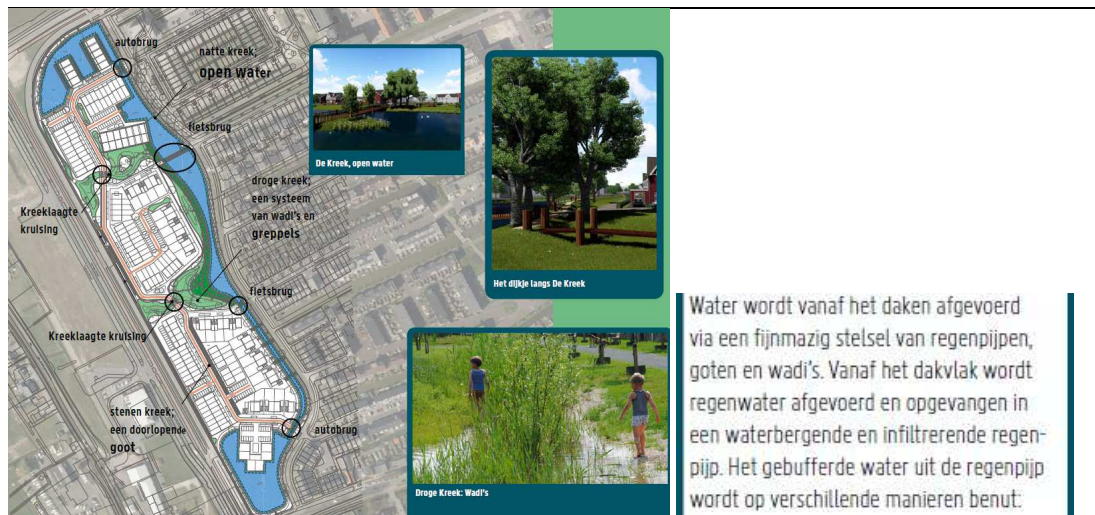 autobrug
natte kreek;
open water
fietsbrug
droge kreek;
een systeem
van wadi's en
greppels
Kreeklaagte
kruising
fietsbrug
Kreeklaagte kruising
stenen kreek;
een doorlopende
goot
autobrug
De Kreek, open water
Het dijkje langs De Kreek
Droge Kreek: Wadi's
Water wordt vanaf het daken afgevoerd
via een fijnmazig stelsel van regenpijpen,
goten en wadi's. Vanaf het dakvlak wordt
regenwater afgevoerd en opgevangen in
een waterbergende en infiltrerende regen-
pijp. Het gebufferde water uit de regenpijp
wordt op verschillende manieren benut: